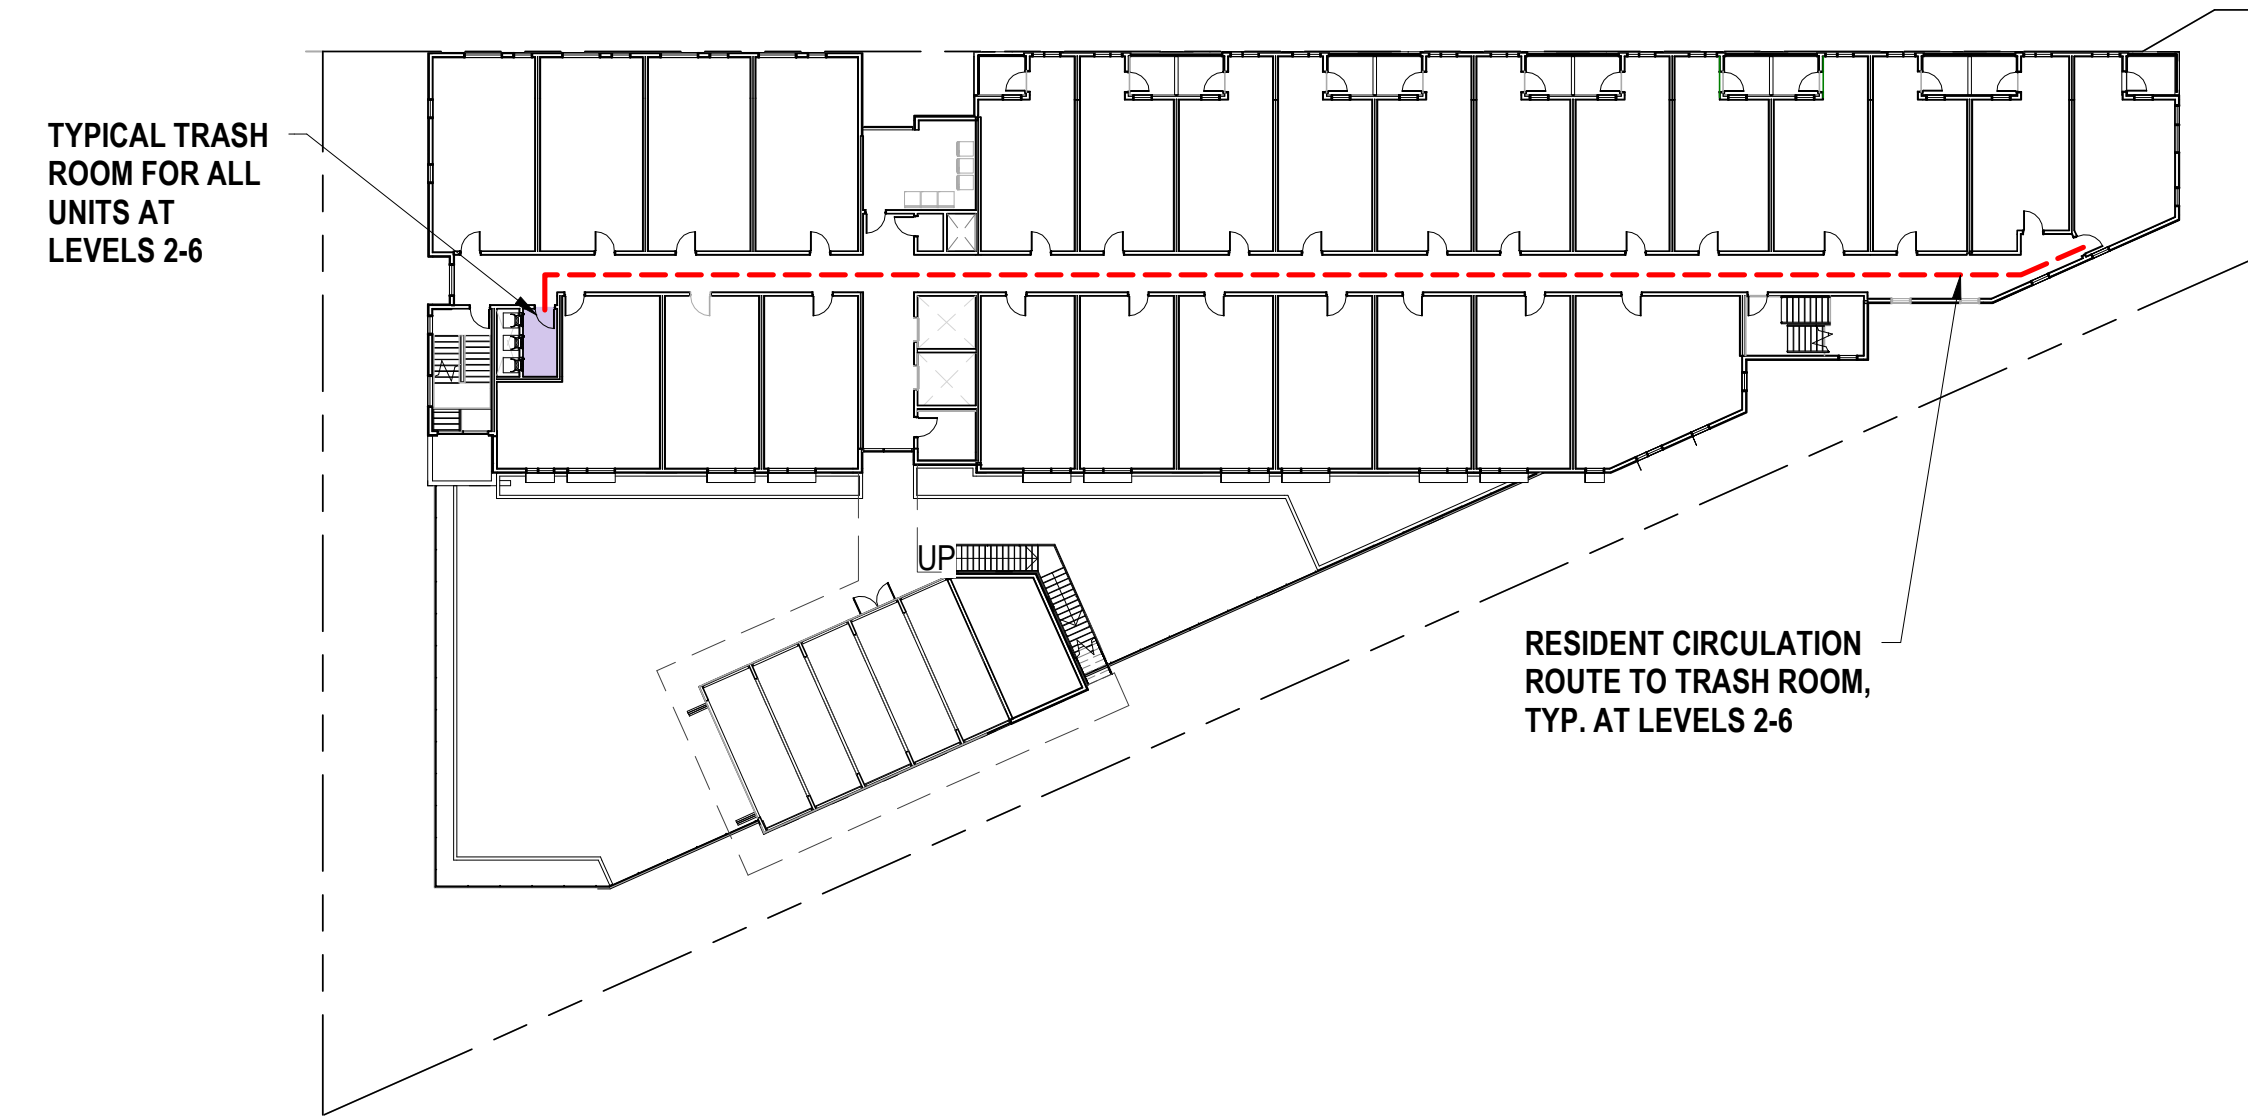 TYPICAL TRASH
ROOM FOR ALL
UNITS AT
LEVELS 2-6
UP
RESIDENT CIRCULATION
ROUTE TO TRASH ROOM,
TYP. AT LEVELS 2-6